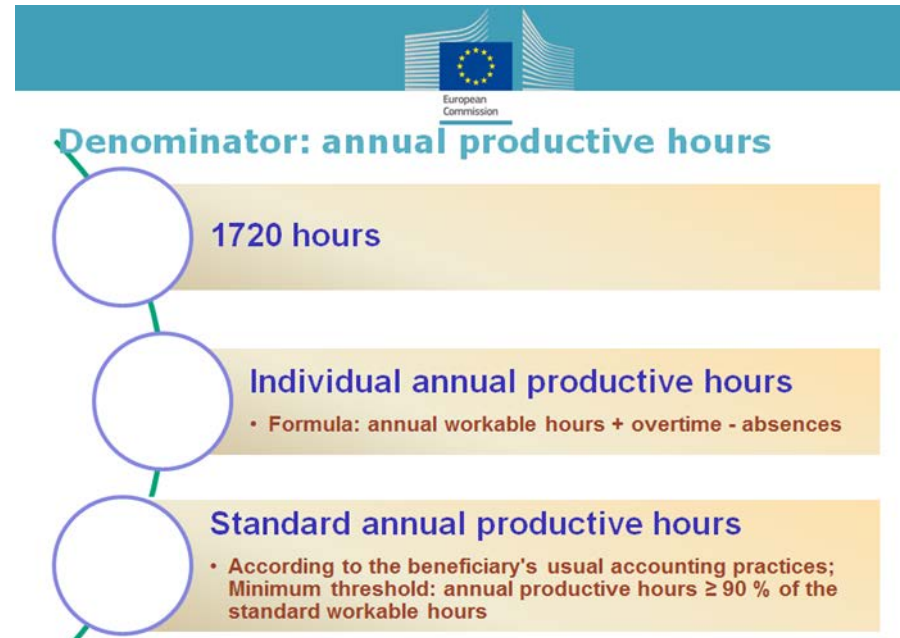 European
Commission
Denominator: annual productive hours
1720 hours
Individual annual productive hours
• Formula: annual workable hours + overtime - absences
Standard annual productive hours
• According to the beneficiary's usual accounting practices;
Minimum threshold: annual productive hours ≥ 90 % of the
standard workable hours